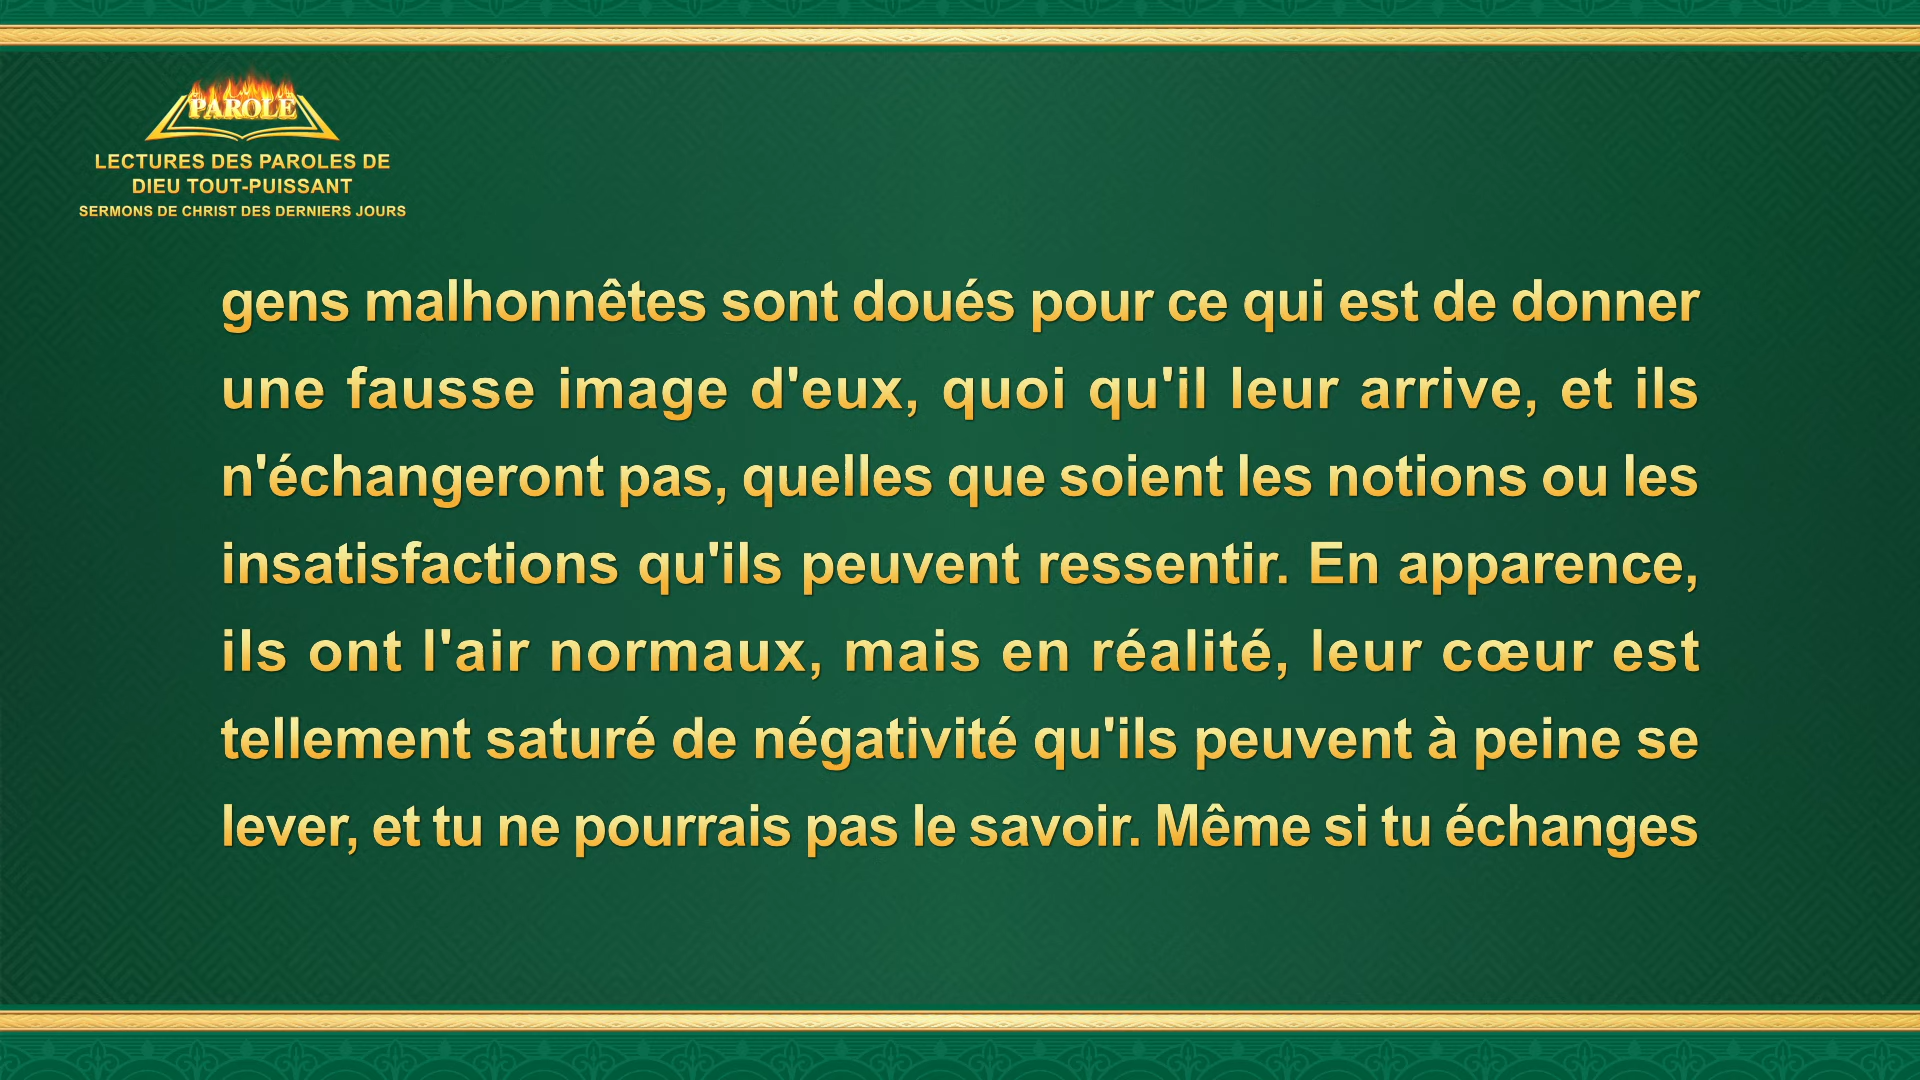 PAROLE
LECTURES DES PAROLES DE
DIEU TOUT-PUISSANT
SERMONS DE CHRIST DES DERNIERS JOURS
gens malhonnêtes sont doués pour ce qui est de donner
une fausse image d'eux, quoi qu'il leur arrive, et ils
n'échangeront pas, quelles que soient les notions ou les
insatisfactions qu'ils peuvent ressentir. En apparence,
ils ont l'air normaux, mais en réalité, leur cœur est
tellement saturé de négativité qu'ils peuvent à peine se
lever, et tu ne pourrais pas le savoir. Même si tu échanges